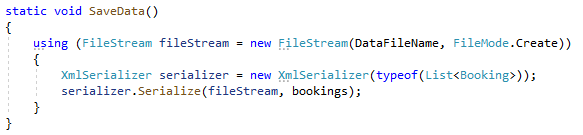 static void SaveData()
{
    using (FileStream fileStream = new FileStream(DataFileName, FileMode.Create))
    {
        XmlSerializer serializer = new XmlSerializer(typeof(List<Booking>));
        serializer.Serialize(fileStream, bookings);
    }
}